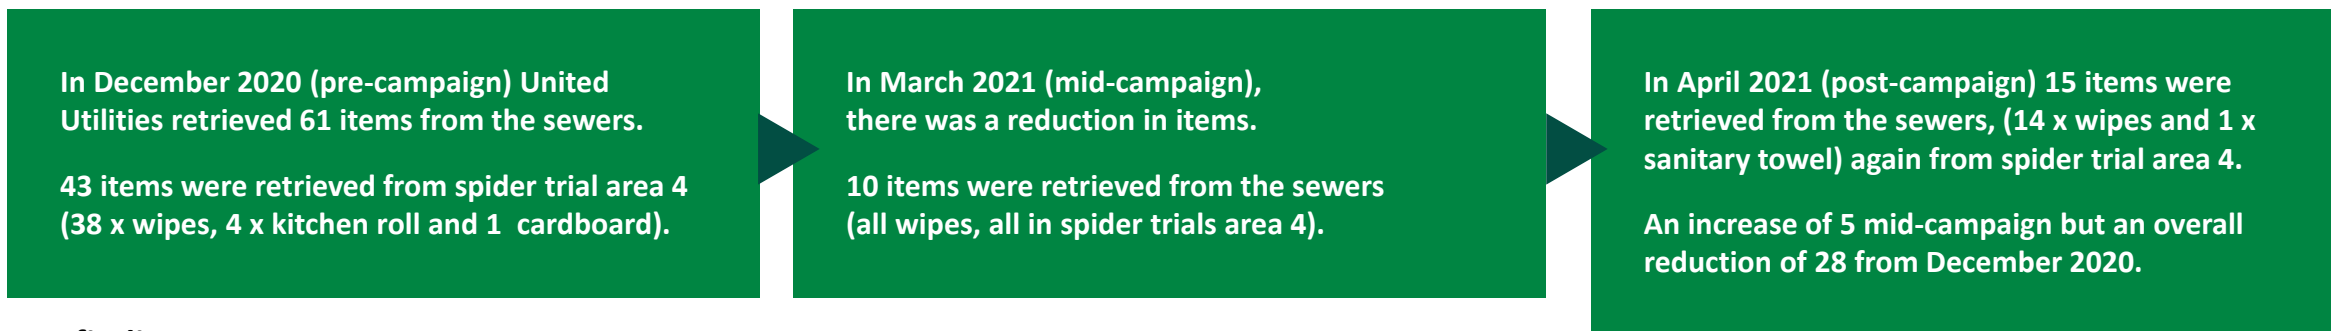 In December 2020 (pre-campaign) United
Utilities retrieved 61 items from the sewers.
43 items were retrieved from spider trial area 4
(38 x wipes, 4 x kitchen roll and 1  cardboard).
In March 2021 (mid-campaign),
there was a reduction in items.
10 items were retrieved from the sewers
(all wipes, all in spider trials area 4).
In April 2021 (post-campaign) 15 items were
retrieved from the sewers, (14 x wipes and 1 x
sanitary towel) again from spider trial area 4.
An increase of 5 mid-campaign but an overall
reduction of 28 from December 2020.